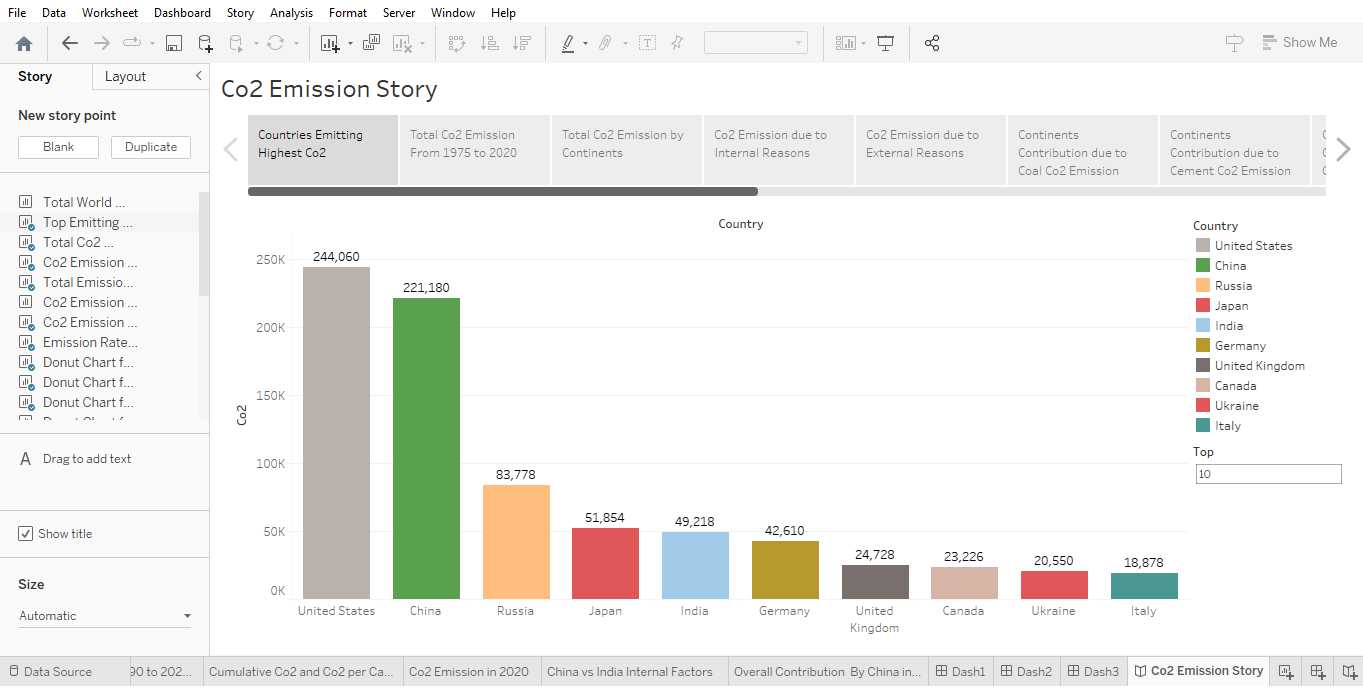 File Data Worksheet Dashboard Story Analysis Format Server Window Help
Show Me
Story Layout
New story point
Blank Duplicate
Total World ...
Top Emitting ...
Total Co2 ...
Co2 Emission ...
Total Emissio...
Co2 Emission ...
Co2 Emission ...
Emission Rate...
Donut Chart f...
Donut Chart f...
Donut Chart f...
A Drag to add text
Show title
Size
Automatic
Co2 Emission Story
Countries Emitting
Highest Co2
Total Co2 Emission
From 1975 to 2020
Total Co2 Emission by
Continents
Co2 Emission due to
Internal Reasons
Co2 Emission due to
External Reasons
Continents
Contribution due to
Coal Co2 Emission
Continents
Contribution due to
Cement Co2 Emission
Country
Co2
250K
200K
150K
100K
50K
0K
244,060
221,180
83,778
51,854
49,218
42,610
24,728
23,226
20,550
18,878
United States
China
Russia
Japan
India
Germany
United
Kingdom
Canada
Ukraine
Italy
Country
United States
China
Russia
Japan
India
Germany
United Kingdom
Canada
Ukraine
Italy
Top
10
Data Source 90 to 202... Cumulative Co2 and Co2 per Ca... Co2 Emission in 2020 China vs India Internal Factors Overall Contribution By China in... Dash1 Dash2 Dash3 Co2 Emission Story